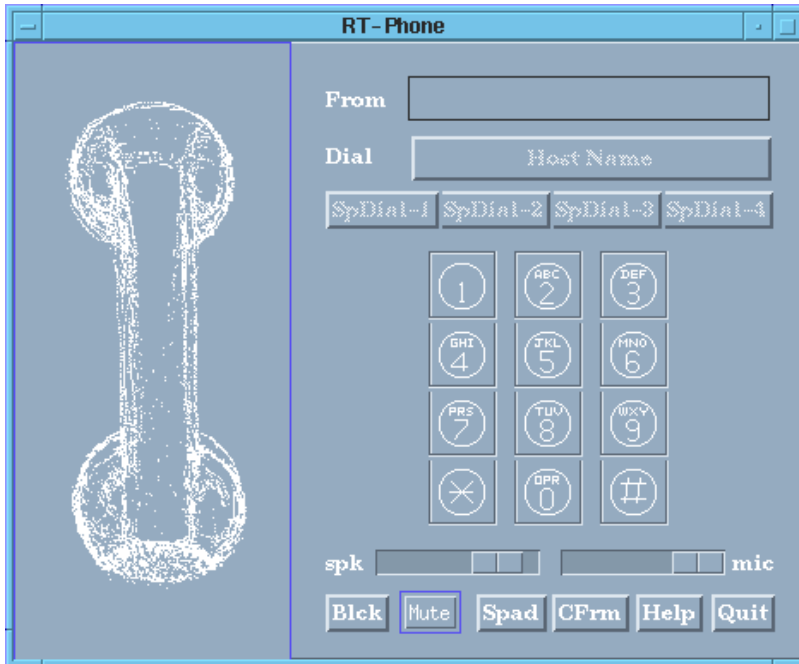 RT-Phone
From
Dial Host Name
SpDial-1 SpDial-2 SpDial-3 SpDial-4
1 ABC 2 DEF 3
GHI 4 JKL 5 MNO 6
PRS 7 TUV 8 WXY 9
* OPR 0 #
spk mic
Blck Mute Spad CFrm Help Quit